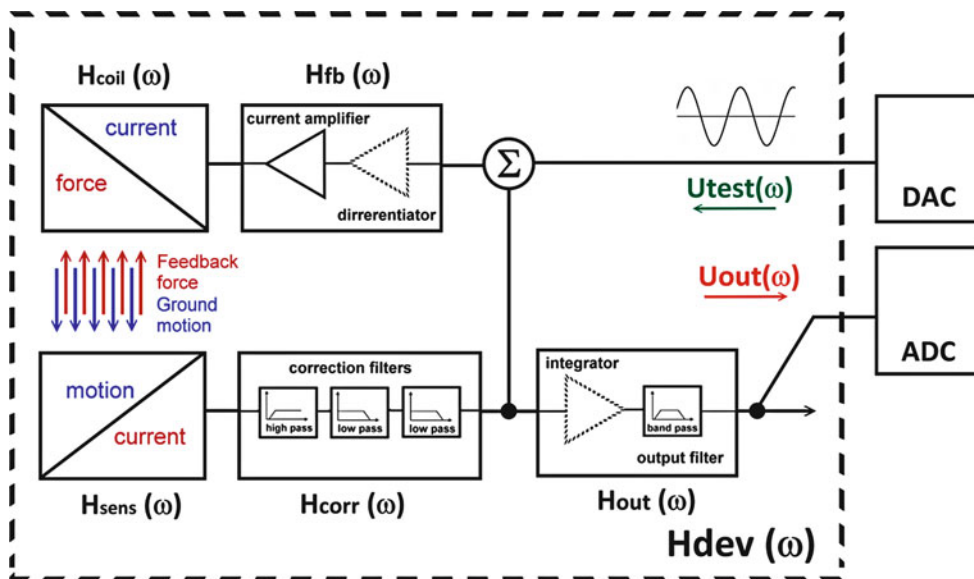 Hcoil (ω)
Hfb (ω)
current
force
current amplifier
dirrerentiator
Σ
Utest(ω)
DAC
Feedback
force
Ground
motion
Uout(ω)
ADC
motion
current
correction filters
high pass
low pass
low pass
integrator
band pass
output filter
Hsens (ω)
Hcorr (ω)
Hout (ω)
Hdev (ω)